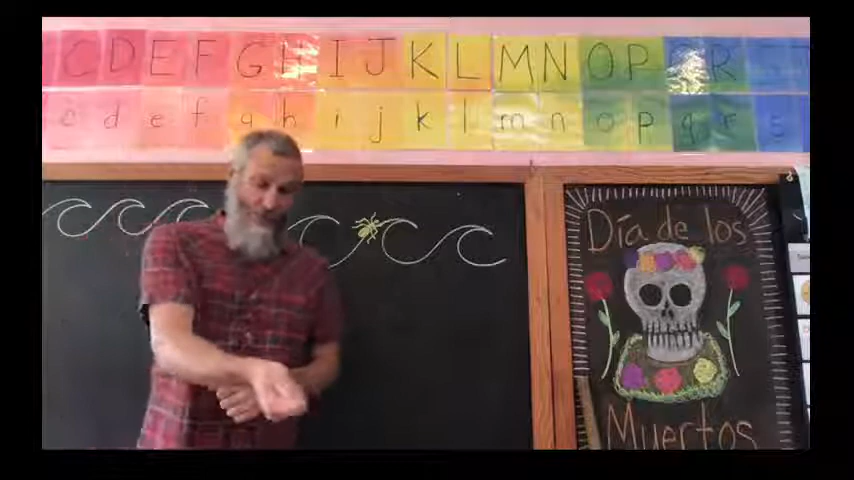 C D E F G H I J K L M N O P Q R S T
c d e f g h i j k l m n o p q r s
Día de los
Muertos